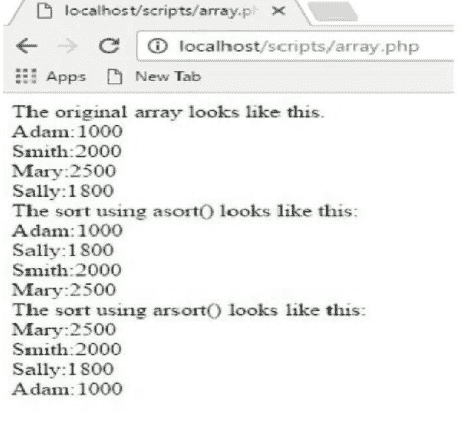 localhost/scripts/array.p
localhost/scripts/array.php
Apps New Tab
The original array looks like this.
Adam:1000
Smith:2000
Mary:2500
Sally:1800
The sort using asort() looks like this:
Adam:1000
Sally:1800
Smith:2000
Mary:2500
The sort using arsort() looks like this:
Mary:2500
Smith:2000
Sally:1800
Adam:1000